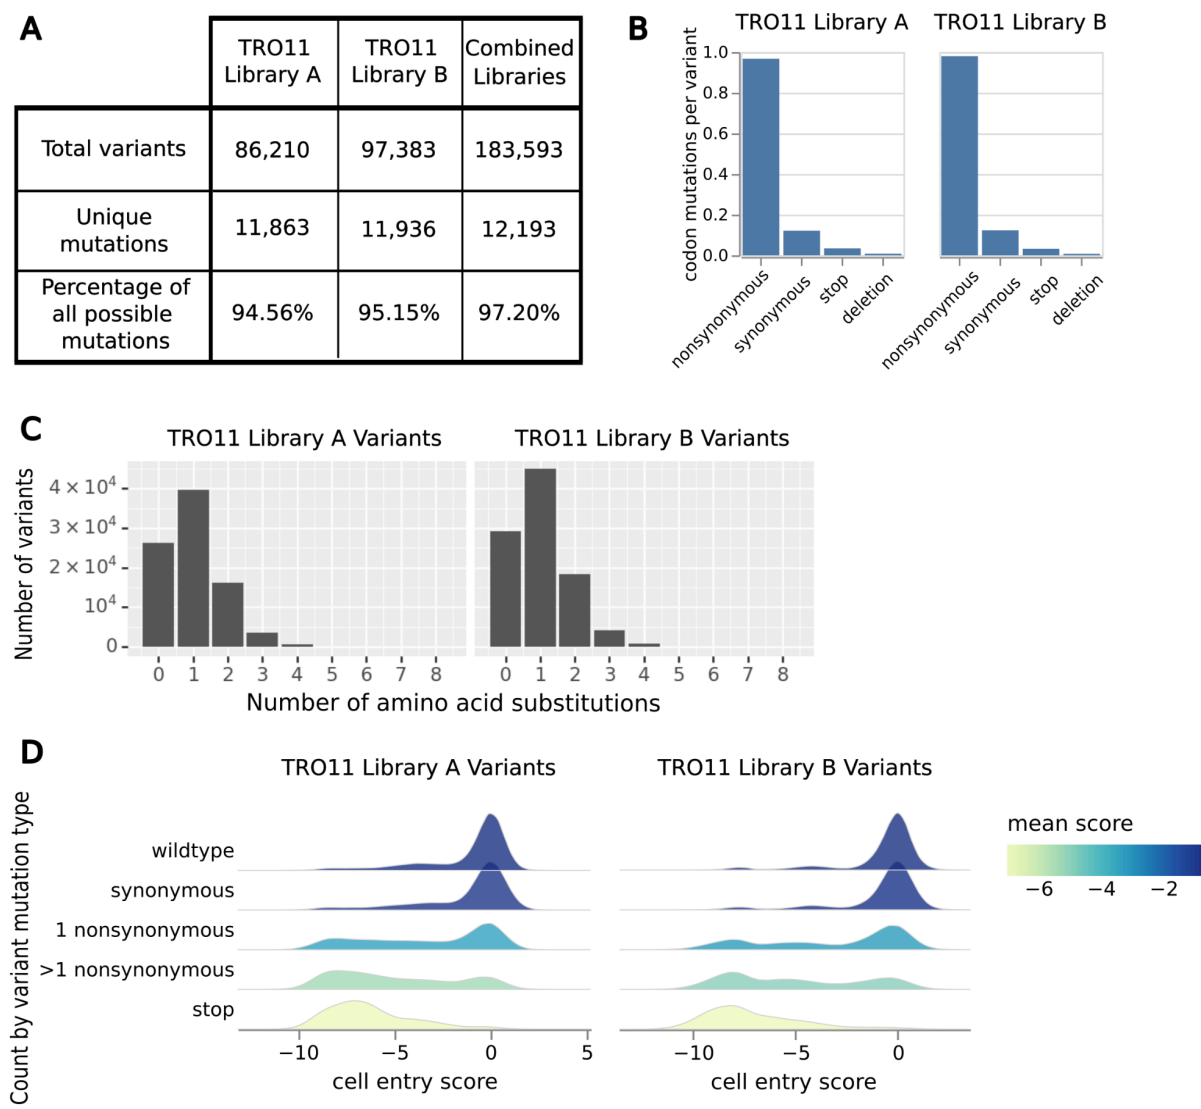 A
TRO11
Library A
TRO11
Library B
Combined
Libraries
Total variants
86,210
97,383
183,593
Unique
mutations
11,863
11,936
12,193
Percentage of
all possible
mutations
94.56%
95.15%
97.20%
B
TRO11 Library A
TRO11 Library B
codon mutations per variant
1.0
0.8
0.6
0.4
0.2
0.0
nonsynonymous
synonymous
stop
deletion
nonsynonymous
synonymous
stop
deletion
C
TRO11 Library A Variants
TRO11 Library B Variants
Number of variants
4 × 10⁴
3 × 10⁴
2 × 10⁴
10⁴
0
0 1 2 3 4 5 6 7 8
0 1 2 3 4 5 6 7 8
Number of amino acid substitutions
D
TRO11 Library A Variants
TRO11 Library B Variants
Count by variant mutation type
wildtype
synonymous
1 nonsynonymous
>1 nonsynonymous
stop
−10 −5 0 5
cell entry score
−10 −5 0
cell entry score
mean score
−6 −4 −2